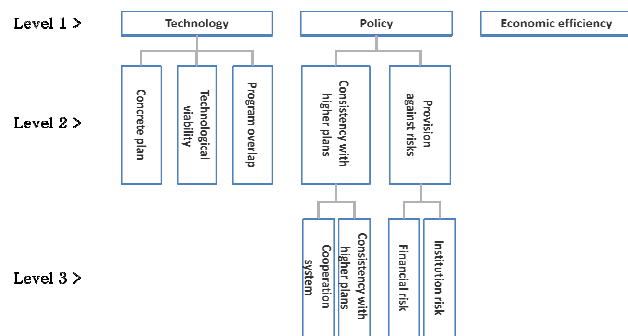 Level 1 >
Technology
Policy
Economic efficiency
Level 2 >
Concrete plan
Technological
viability
Program overlap
Consistency with
higher plans
Provision
against risks
Level 3 >
Cooperation
system
Consistency with
higher plans
Financial risk
Institution risk